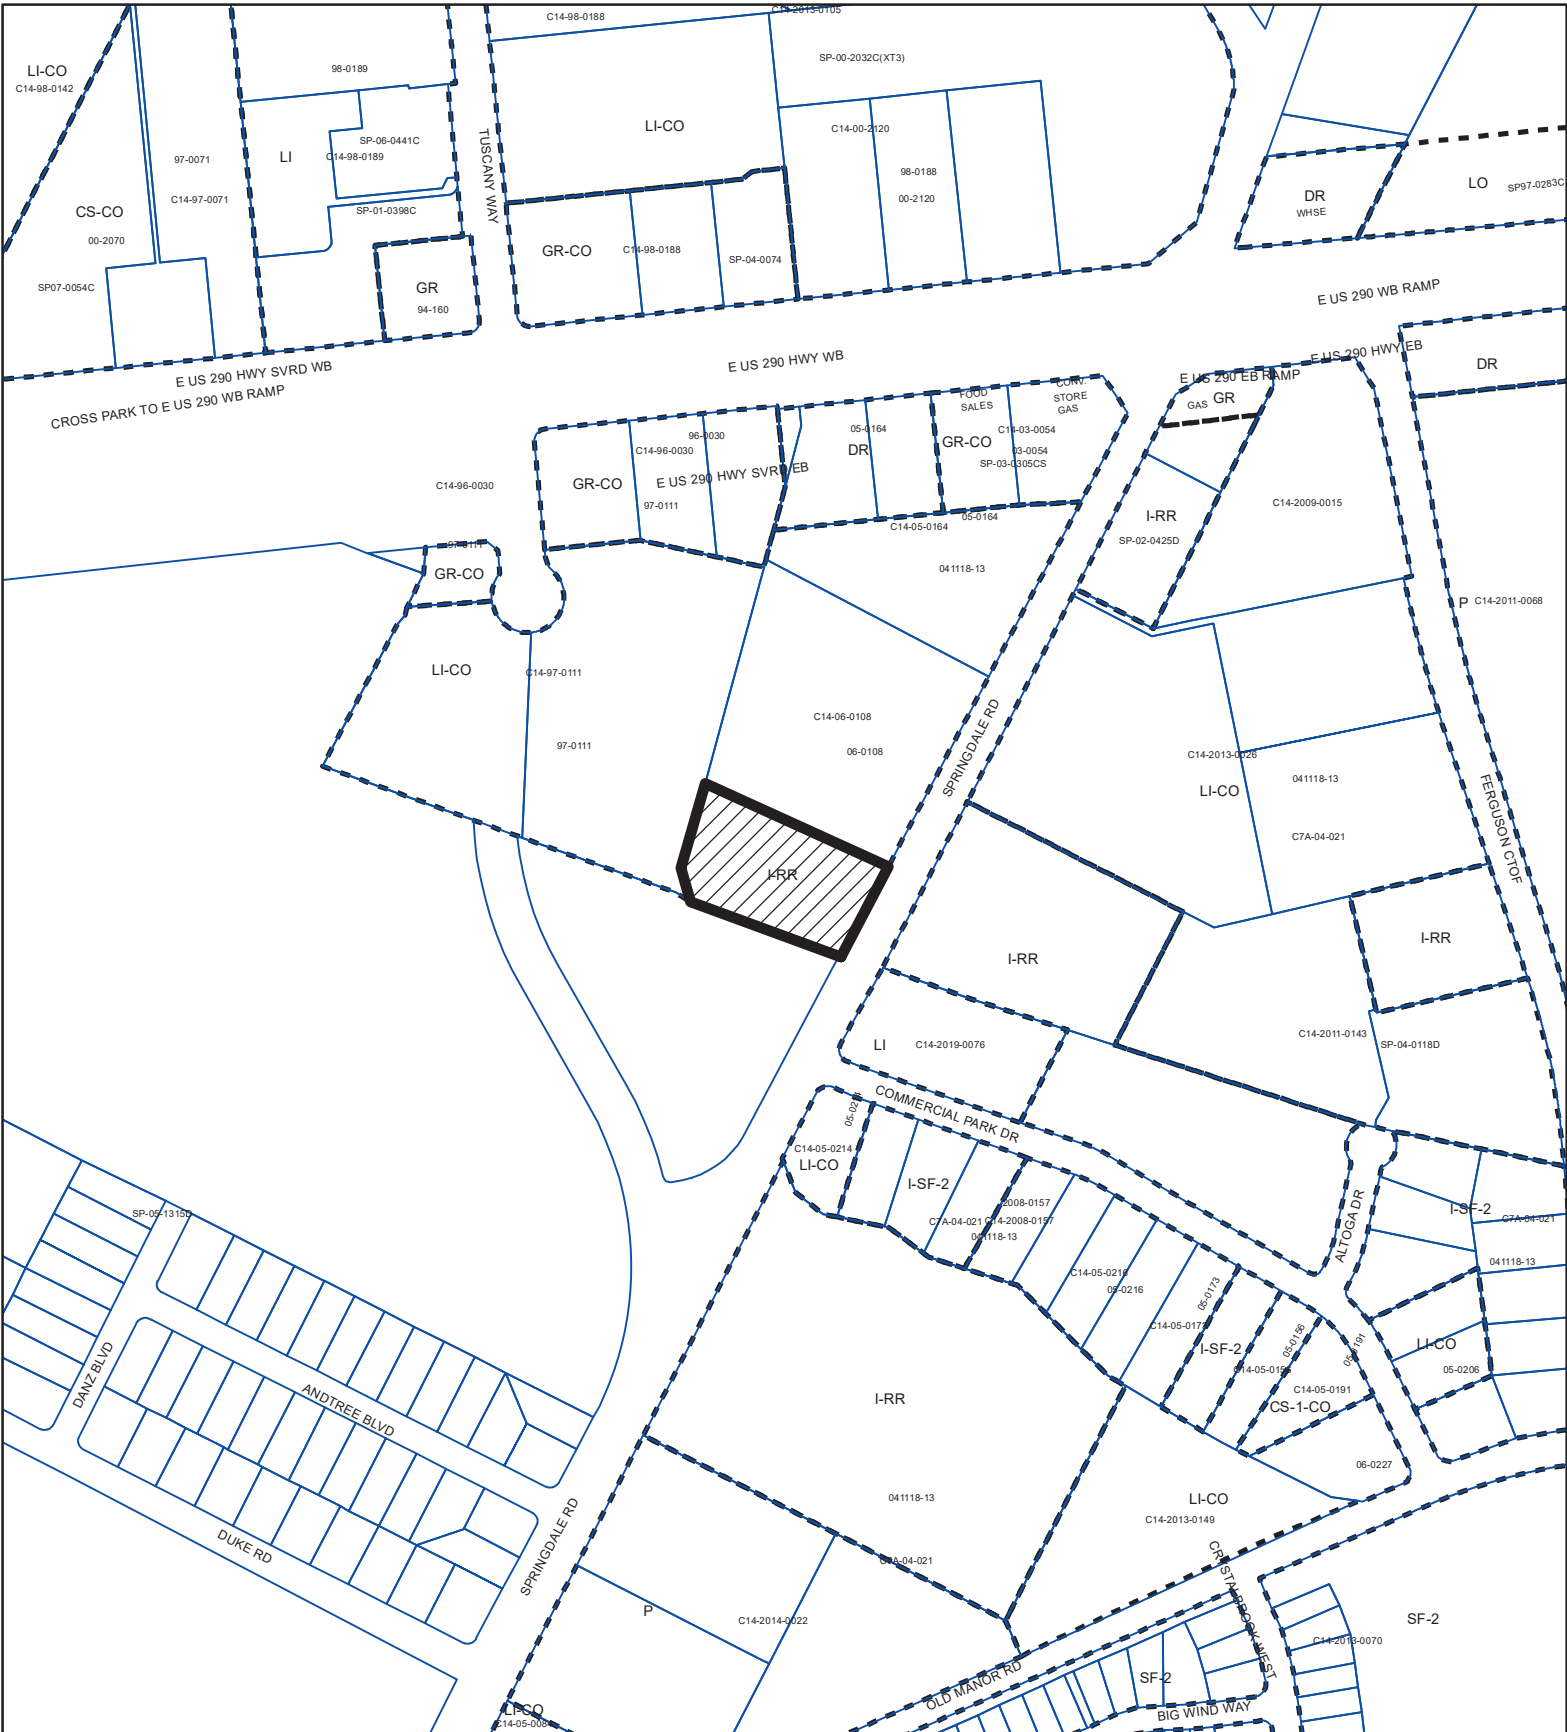 C14-98-0188
C14-2013-0105
LI-CO
C14-98-0142
98-0189
SP-00-2032C(XT3)
LI-CO
C14-00-2120
SP-06-0441C
LI
C14-98-0189
97-0071
C14-97-0071
TUSCANY WAY
98-0188
00-2120
DR
WHSE
LO
SP97-0283C
CS-CO
00-2070
SP-01-0398C
GR-CO
C14-98-0188
SP-04-0074
SP07-0054C
GR
94-160
E US 290 WB RAMP
E US 290 HWY SVRD WB
CROSS PARK TO E US 290 WB RAMP
E US 290 HWY WB
E US 290 HWY EB
E US 290 EB RAMP
DR
GAS
GR
FOOD
SALES
CONV.
STORE
GAS
96-0030
C14-96-0030
05-0164
DR
GR-CO
C14-03-0054
03-0054
SP-03-0305CS
C14-96-0030
GR-CO
E US 290 HWY SVRD EB
97-0111
C14-05-0164
05-0164
C14-2009-0015
I-RR
SP-02-0425D
97-0111
GR-CO
041118-13
P
C14-2011-0068
LI-CO
C14-97-0111
97-0111
C14-06-0108
06-0108
SPRINGDALE RD
C14-2013-0026
LI-CO
041118-13
C7A-04-021
FERGUSON CTOF
I-RR
I-RR
I-RR
LI
C14-2019-0076
C14-2011-0143
SP-04-0118D
COMMERCIAL PARK DR
C14-05-0214
LI-CO
I-SF-2
C7A-04-021
2008-0157
C14-2008-0157
041118-13
ALTOGA DR
I-SF-2
C7A-04-021
041118-13
SP-05-1315D
C14-05-0216
05-0216
05-0173
I-SF-2
05-0156
05-0191
C14-05-0191
CS-1-CO
LI-CO
05-0206
DANZ BLVD
ANDTREE BLVD
I-RR
041118-13
06-0227
LI-CO
C14-2013-0149
DUKE RD
SPRINGDALE RD
C7A-04-021
P
C14-2014-0022
CRYSTALBROOK WEST
SF-2
C14-2013-0070
OLD MANOR RD
SF-2
BIG WIND WAY
LI-CO